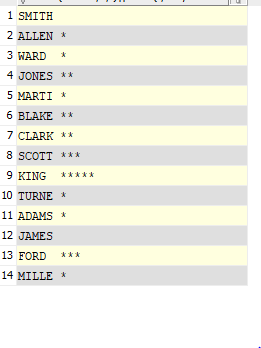 1 SMITH
2 ALLEN *
3 WARD  *
4 JONES **
5 MARTI *
6 BLAKE **
7 CLARK **
8 SCOTT ***
9 KING  *****
10 TURNE *
11 ADAMS *
12 JAMES
13 FORD  ***
14 MILLE *